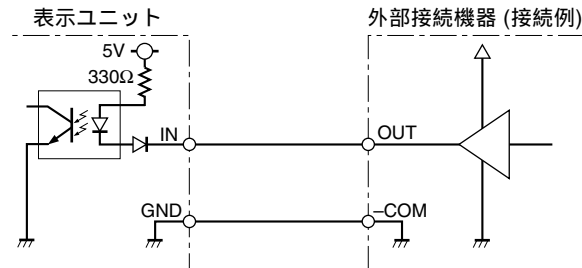 表示ユニット
外部接続機器 (接続例)
5V
330Ω
IN
OUT
GND
–COM